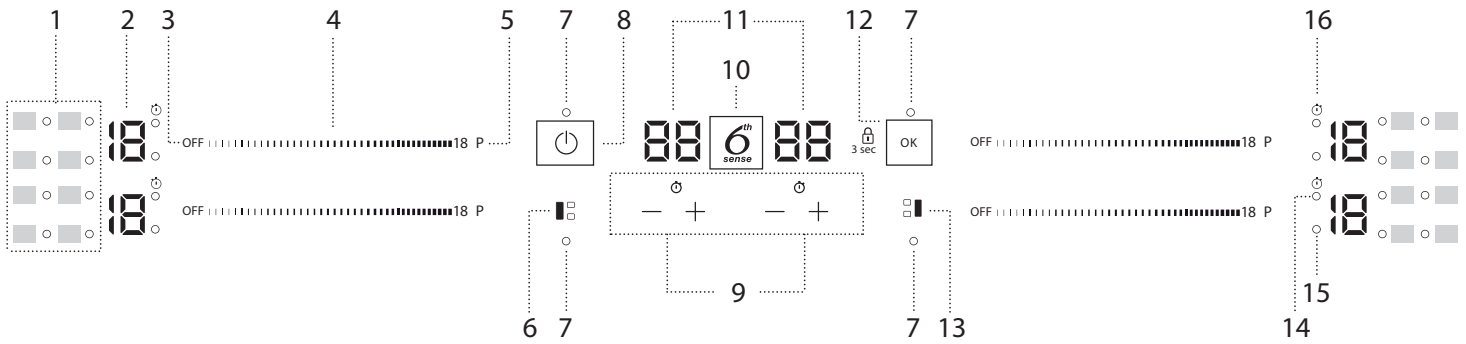 1 2 3 4 5 7 8 11 12 7 16
10
18 OFF 18 P 88 6th sense 88 3 sec OK OFF 18 P 18
18 OFF 18 P OFF 18 P 18
− + − +
9
6 7 7 13 14 15